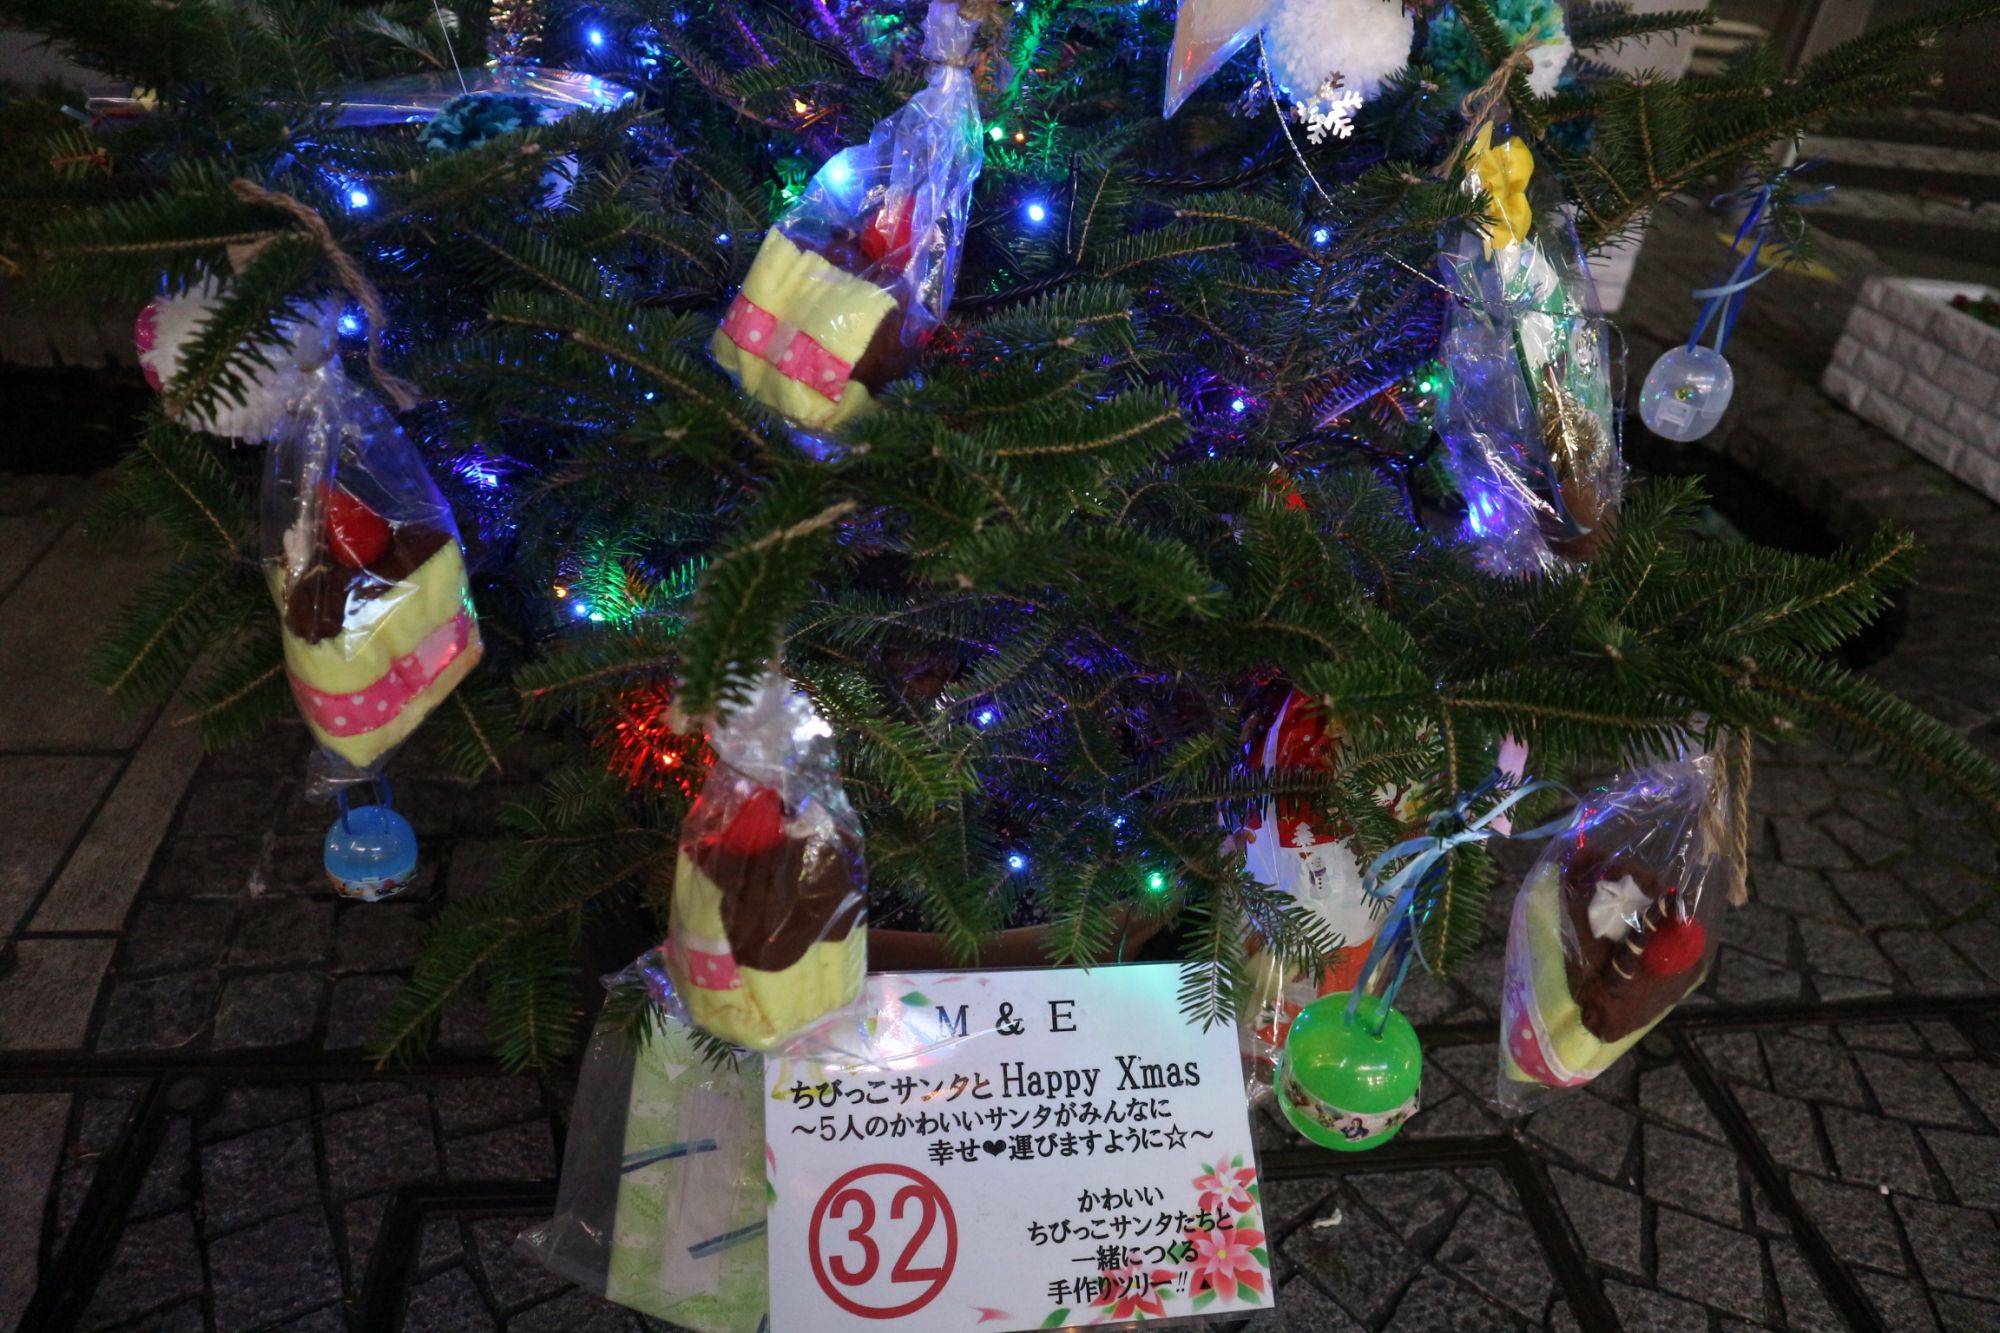 M & E
ちびっこサンタとHappy X'mas
～5人のかわいいサンタがみんなに
幸せ❤運びますように☆～
32
かわいい
ちびっこサンタたちと
一緒につくる
手作りツリー!!